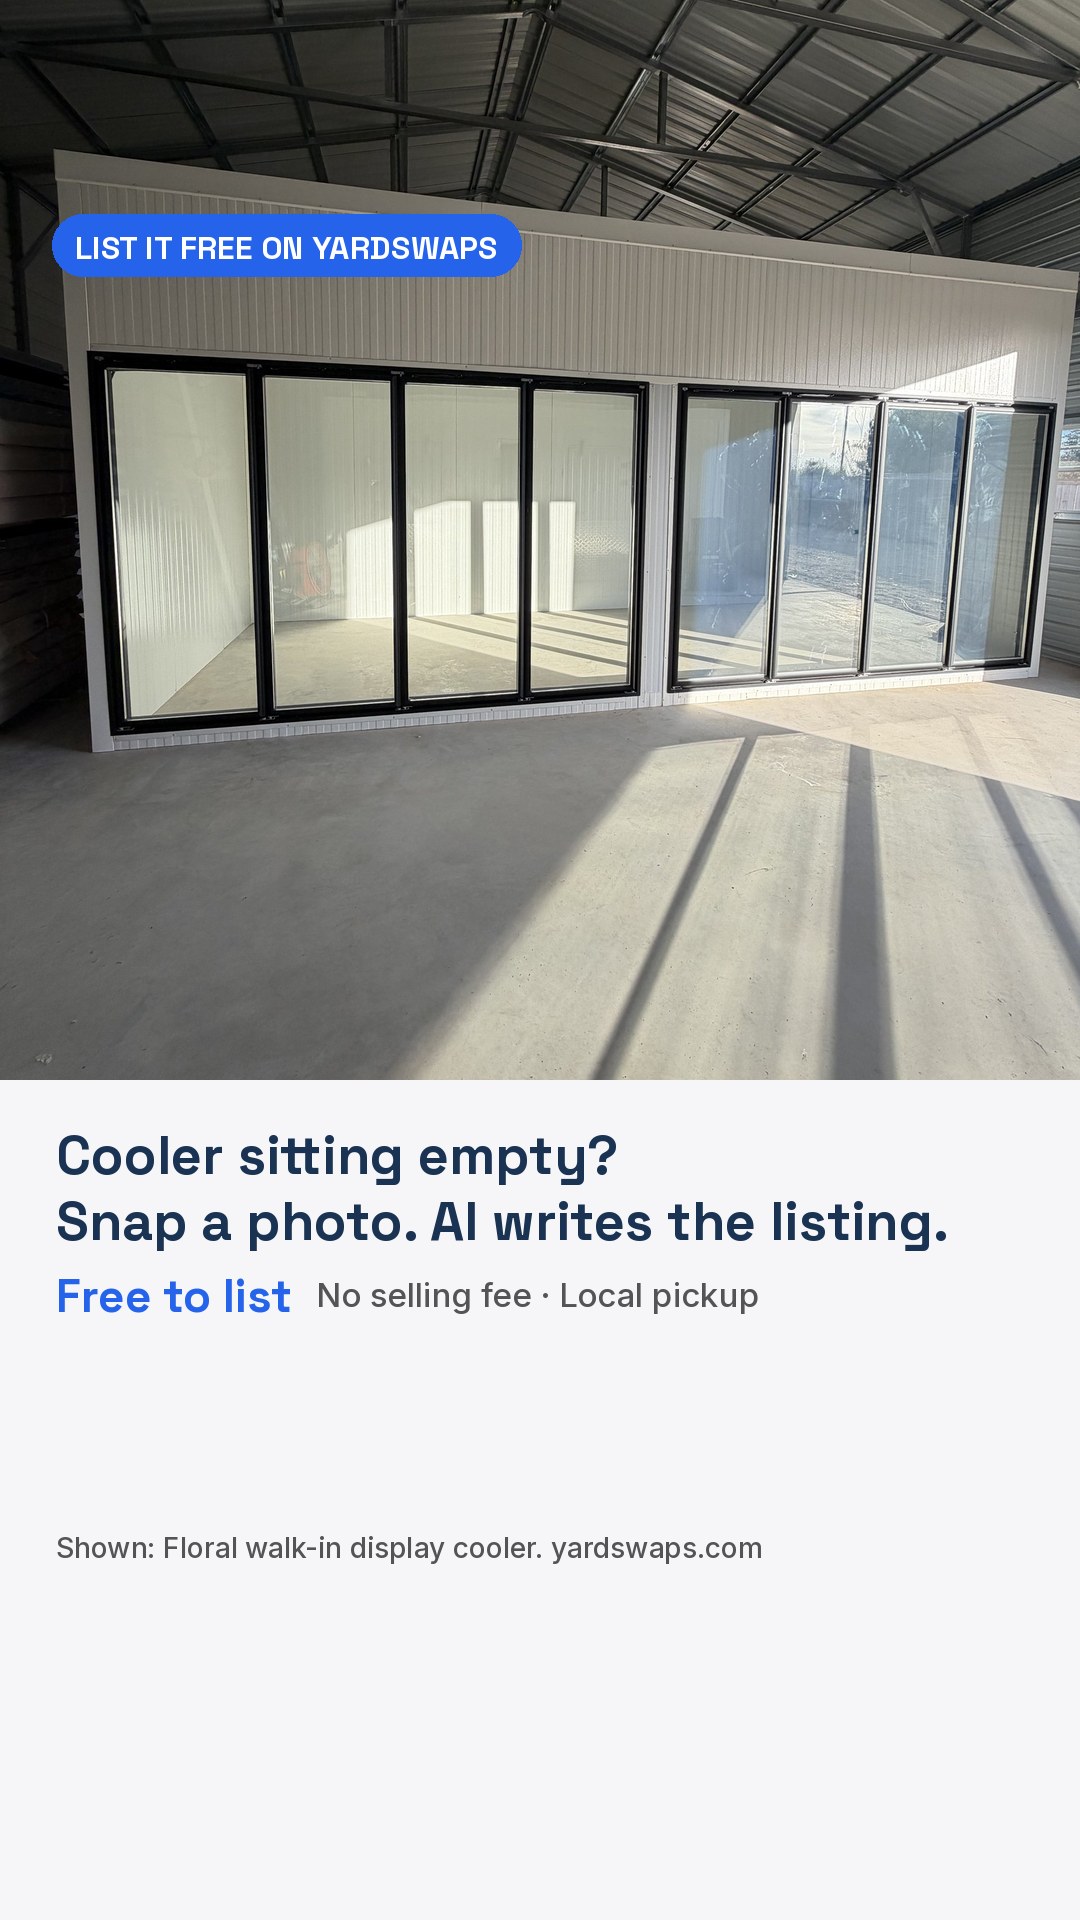 LIST IT FREE ON YARDSWAPS
Cooler sitting empty?
Snap a photo. AI writes the listing.
Free to list No selling fee · Local pickup
Shown: Floral walk-in display cooler. yardswaps.com